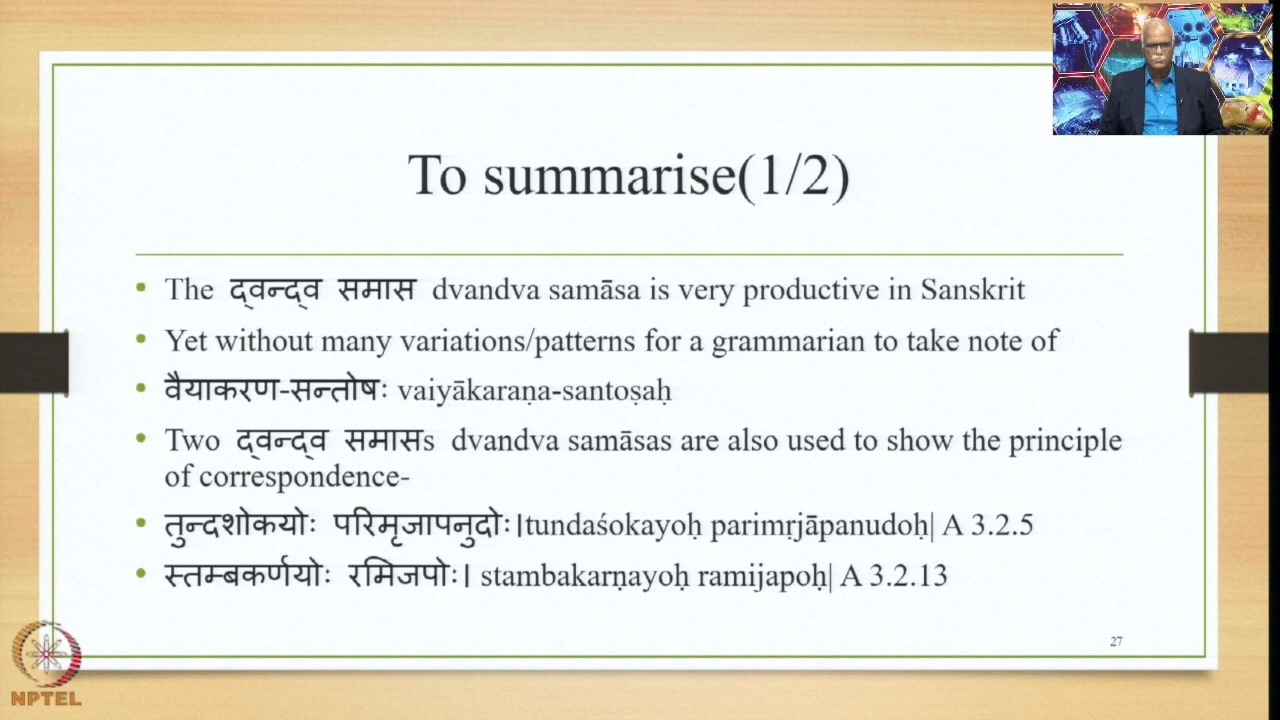 To summarise(1/2)
• The द्वन्द्व समास dvandva samāsa is very productive in Sanskrit
• Yet without many variations/patterns for a grammarian to take note of
• वैयाकरण-सन्तोषः vaiyākaraṇa-santoṣaḥ
• Two द्वन्द्व समासs dvandva samāsas are also used to show the principle
of correspondence-
• तुन्दशोकयोः परिमृजापनुदोः।tundaśokayoḥ parimṛjāpanudoḥ| A 3.2.5
• स्तम्बकर्णयोः रमिजपोः। stambakarṇayoḥ ramijapoḥ| A 3.2.13
27
NPTEL